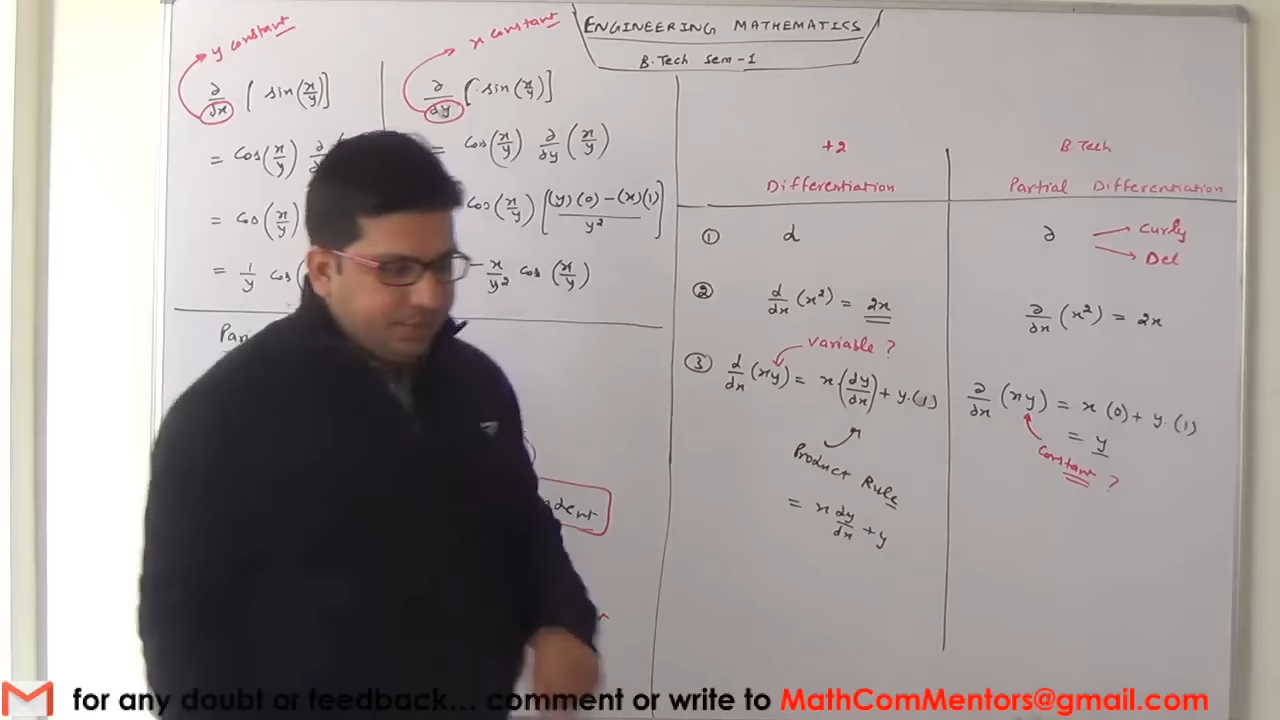 ENGINEERING MATHEMATICS
B.Tech Sem-1
y constant
∂/∂x [sin(x/y)]
= cos(x/y) ∂/∂
= cos(x/y)
= 1/y cos(
x constant
∂/∂y [sin(x/y)]
= cos(x/y) ∂/∂y (x/y)
cos(x/y) [((y)(0)-(x)(1))/y²]
-x/y² cos(x/y)
+2
Differentiation
B.Tech
Partial Differentiation
① d
∂ Curly
Del
② d/dx (x²) = 2x
∂/∂x (x²) = 2x
variable ?
③ d/dx (xy) = x(dy/dx) + y.(1)
Product Rule
= x dy/dx + y
∂/∂x (xy) = x(0) + y.(1)
= y
Constant ?
for any doubt or feedback... comment or write to MathComMentors@gmail.com